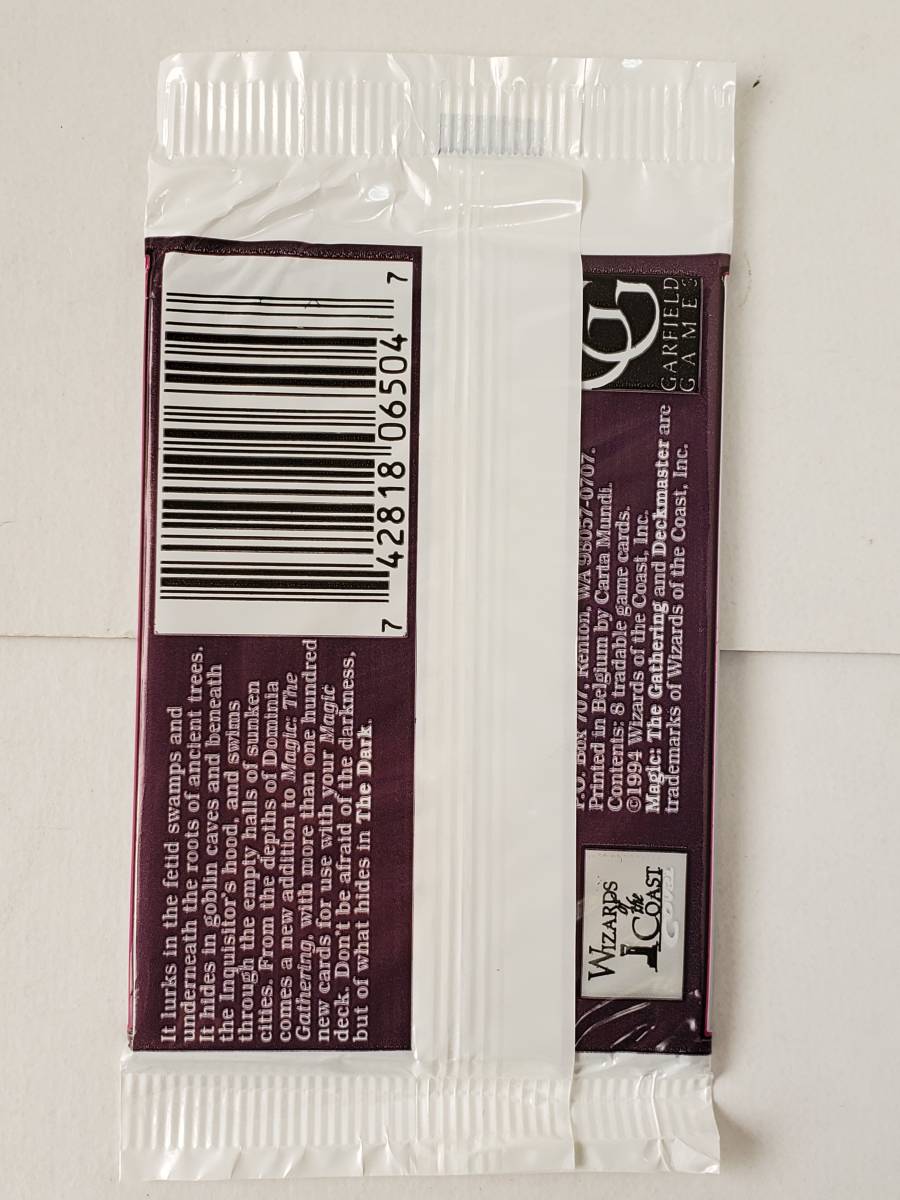 It lurks in the fetid swamps and
underneath the roots of ancient trees.
It hides in goblin caves and beneath
the Inquisitor's hood, and swims
through the empty halls of sunken
cities. From the depths of Dominia
comes a new addition to Magic: The
Gathering, with more than one hundred
new cards for use with your Magic
deck. Don't be afraid of the darkness,
but of what hides in The Dark.
7 42818 06504 7
WIZARDS
of the
COAST
P.O. Box 707, Renton, WA 98057-0707.
Printed in Belgium by Carta Mundi.
Contents: 8 tradable game cards.
©1994 Wizards of the Coast, Inc.
Magic: The Gathering and Deckmaster are
trademarks of Wizards of the Coast, Inc.
GG
GARFIELD
GAMES